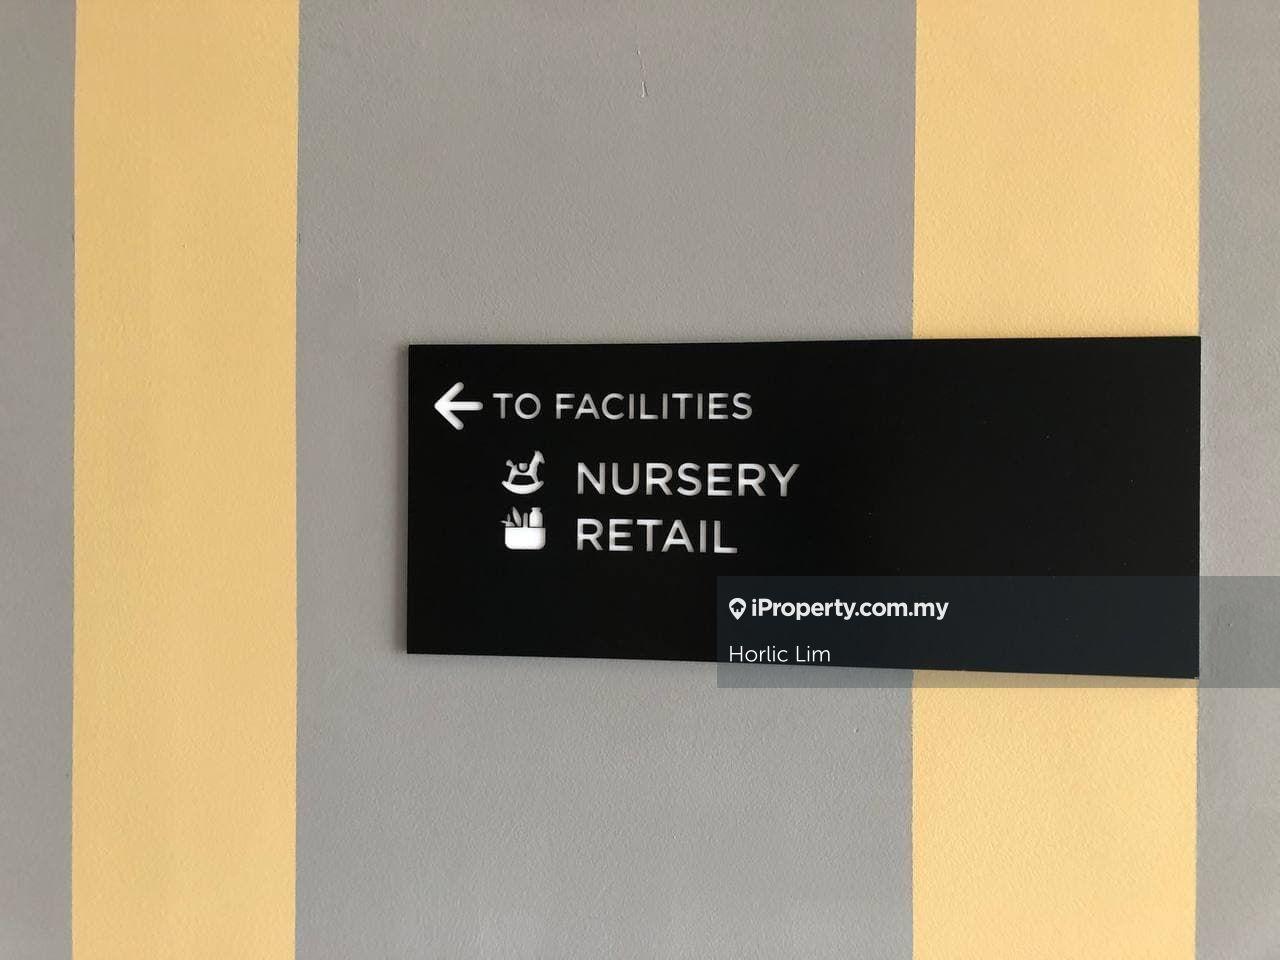 TO FACILITIES
NURSERY
RETAIL
iProperty.com.my
Horlic Lim